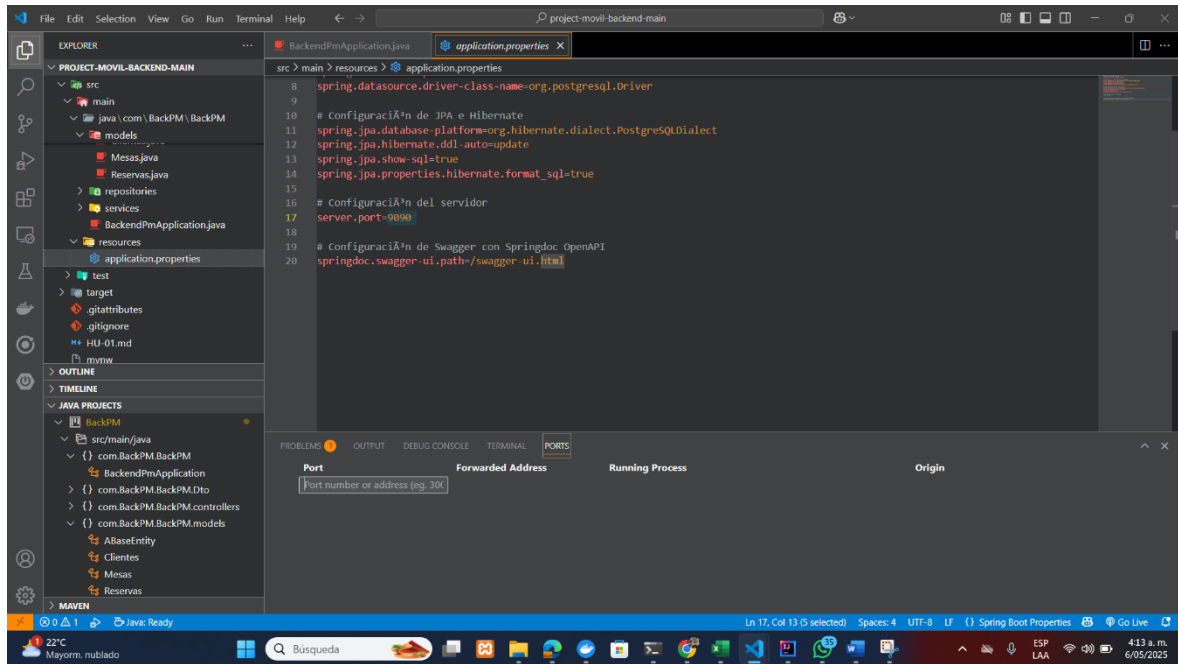 File Edit Selection View Go Run Terminal Help
project-movil-backend-main
EXPLORER
PROJECT-MOVIL-BACKEND-MAIN
src
main
java \ com \ BackPM \ BackPM
models
Mesas.java
Reservas.java
repositories
services
BackendPmApplication.java
resources
application.properties
test
target
.gitattributes
.gitignore
HU-01.md
mvnw
OUTLINE
TIMELINE
JAVA PROJECTS
BackPM
src/main/java
{} com.BackPM.BackPM
BackendPmApplication
{} com.BackPM.BackPM.Dto
{} com.BackPM.BackPM.controllers
{} com.BackPM.BackPM.models
ABaseEntity
Clientes
Mesas
Reservas
MAVEN
BackendPmApplication.java application.properties
src > main > resources > application.properties
8 spring.datasource.driver-class-name=org.postgresql.Driver
9
10 # ConfiguraciÃ³n de JPA e Hibernate
11 spring.jpa.database-platform=org.hibernate.dialect.PostgreSQLDialect
12 spring.jpa.hibernate.ddl-auto=update
13 spring.jpa.show-sql=true
14 spring.jpa.properties.hibernate.format_sql=true
15
16 # ConfiguraciÃ³n del servidor
17 server.port=9090
18
19 # ConfiguraciÃ³n de Swagger con Springdoc OpenAPI
20 springdoc.swagger-ui.path=/swagger-ui.html
PROBLEMS 1 OUTPUT DEBUG CONSOLE TERMINAL PORTS
Port Forwarded Address Running Process Origin
Port number or address (eg. 300
0 1 Java: Ready
Ln 17, Col 13 (5 selected) Spaces: 4 UTF-8 LF {} Spring Boot Properties Go Live
1 22°C
Mayorm. nublado
Búsqueda
35
ESP
LAA
4:13 a. m.
6/05/2025